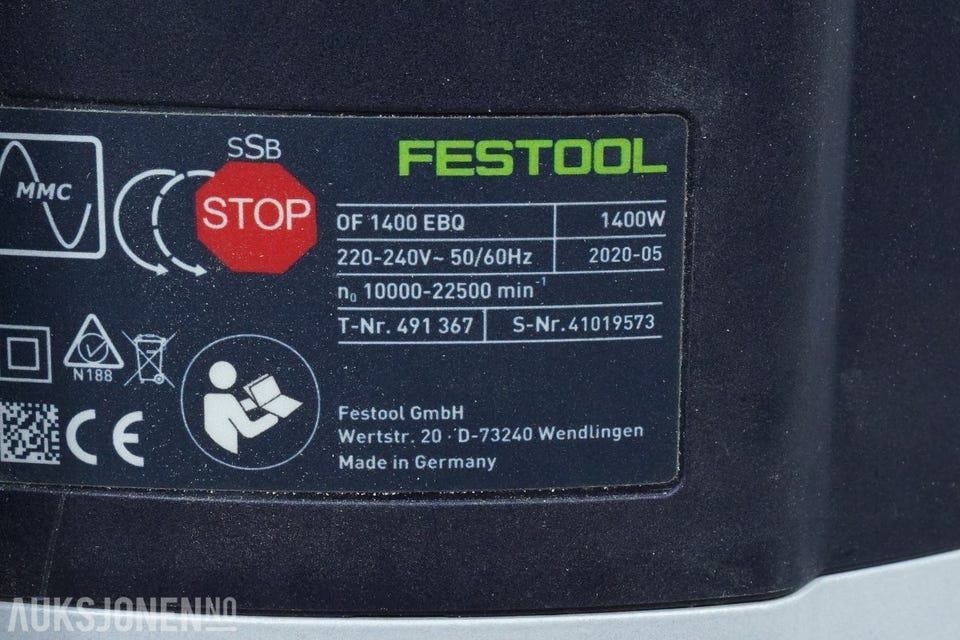 MMC
sSB
STOP
FESTOOL
OF 1400 EBQ 1400W
220-240V~ 50/60Hz 2020-05
n₀ 10000-22500 min⁻¹
T-Nr. 491 367 S-Nr. 41019573
N188
CE
Festool GmbH
Wertstr. 20 · D-73240 Wendlingen
Made in Germany
AUKSJONEN.NO